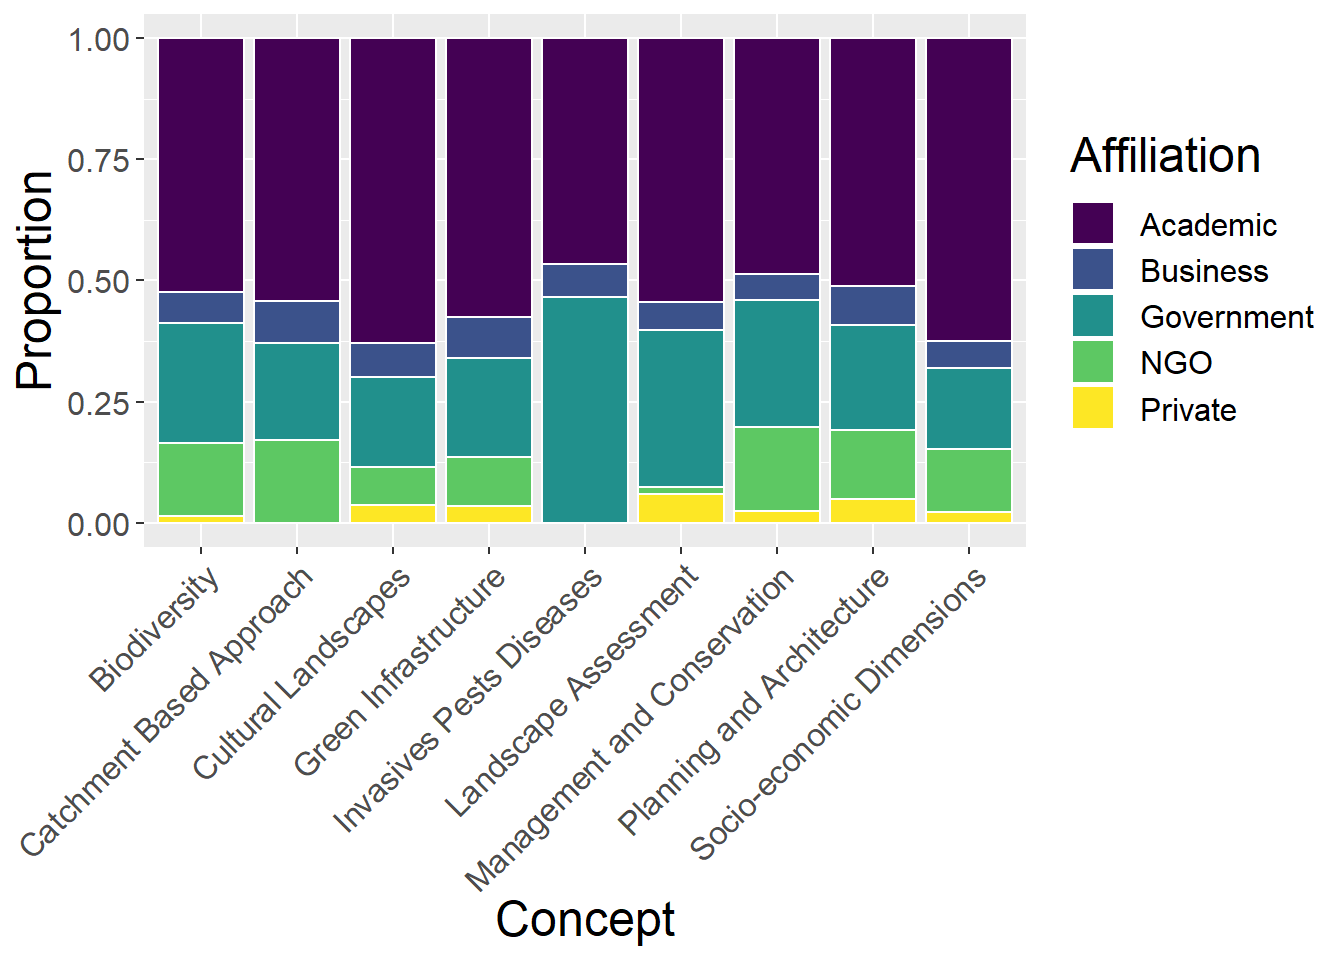 Proportion
1.00
0.75
0.50
0.25
0.00
Biodiversity
Catchment Based Approach
Cultural Landscapes
Green Infrastructure
Invasives Pests Diseases
Landscape Assessment
Management and Conservation
Planning and Architecture
Socio-economic Dimensions
Concept
Affiliation
Academic
Business
Government
NGO
Private